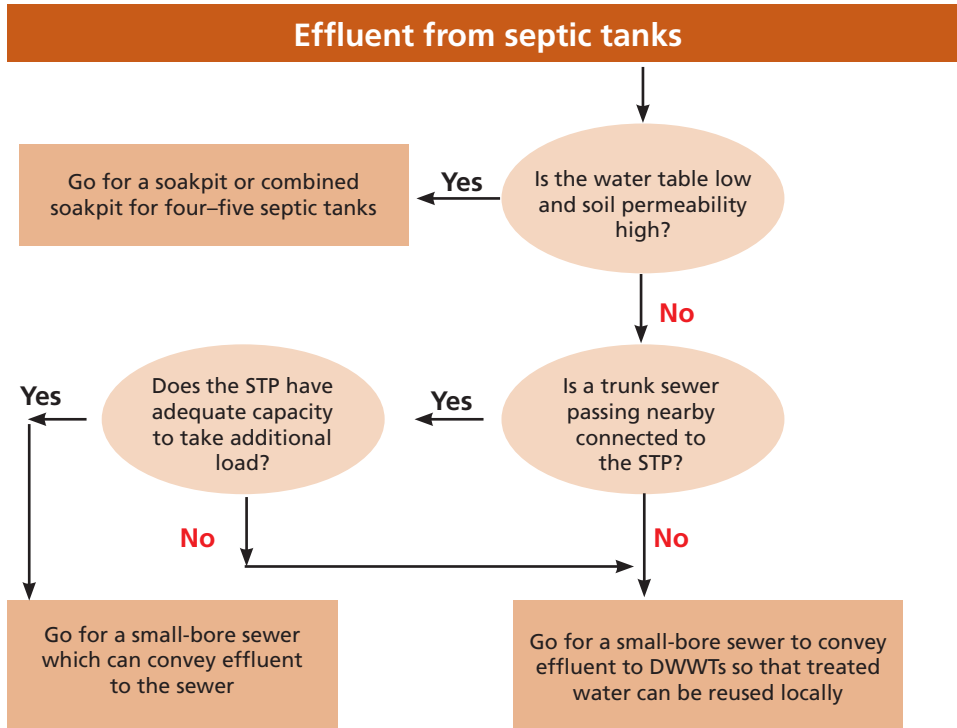 Effluent from septic tanks
Go for a soakpit or combined
soakpit for four–five septic tanks
Yes
Is the water table low
and soil permeability
high?
No
Yes
Does the STP have
adequate capacity
to take additional
load?
Yes
Is a trunk sewer
passing nearby
connected to
the STP?
No
No
Go for a small-bore sewer
which can convey effluent
to the sewer
Go for a small-bore sewer to convey
effluent to DWWTs so that treated
water can be reused locally